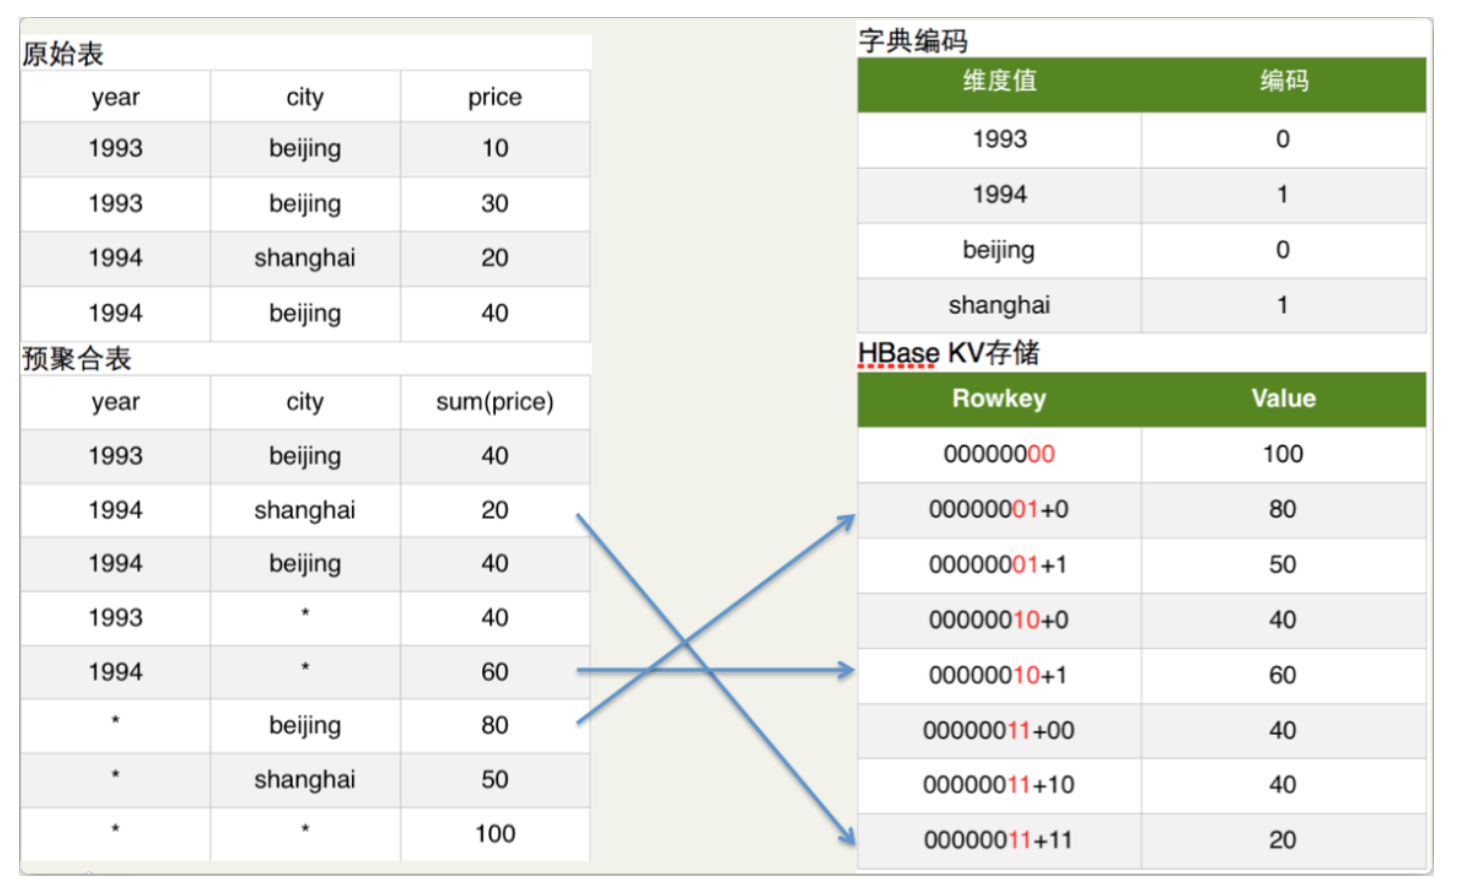 原始表
year city price
1993 beijing 10
1993 beijing 30
1994 shanghai 20
1994 beijing 40
预聚合表
year city sum(price)
1993 beijing 40
1994 shanghai 20
1994 beijing 40
1993 * 40
1994 * 60
* beijing 80
* shanghai 50
* * 100
字典编码
维度值 编码
1993 0
1994 1
beijing 0
shanghai 1
HBase KV存储
Rowkey Value
00000000 100
00000001+0 80
00000001+1 50
00000010+0 40
00000010+1 60
00000011+00 40
00000011+10 40
00000011+11 20